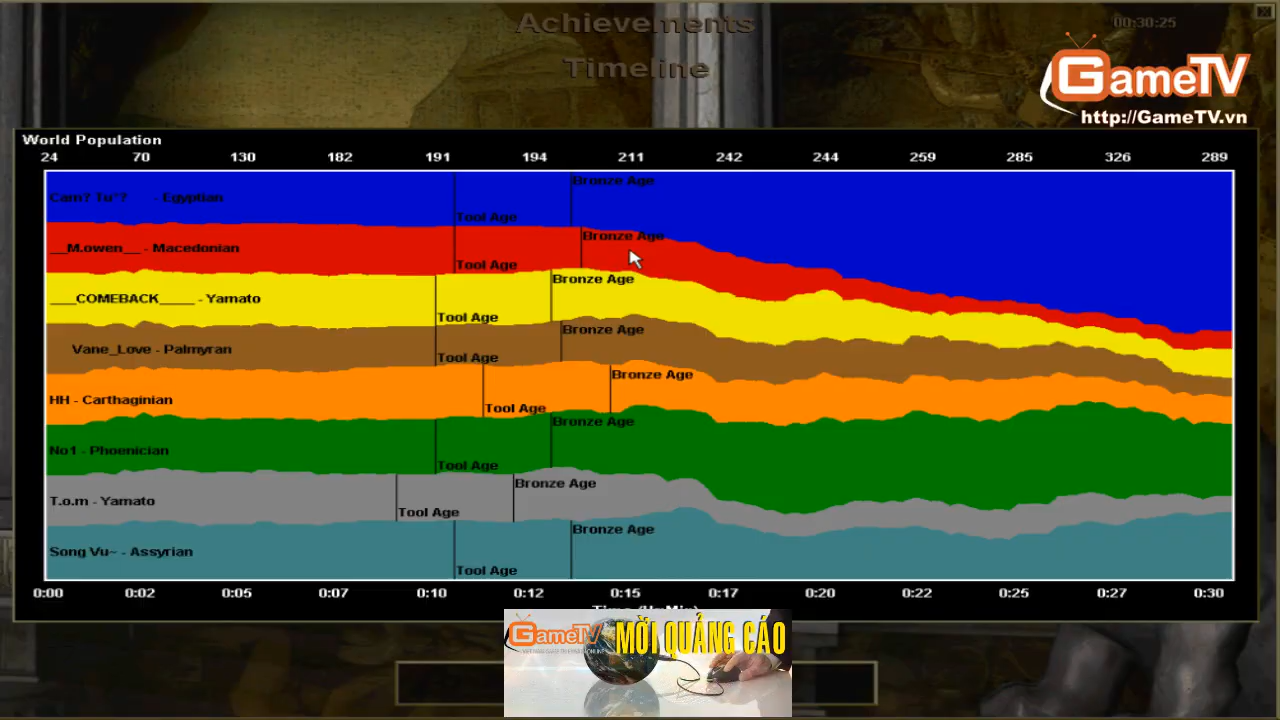 Achievements
00:30:25
Timeline
GameTV
http://GameTV.vn
World Population
24 70 130 182 191 194 211 242 244 259 285 326 289
Cam? Tu°? - Egyptian
Bronze Age
Tool Age
__M.owen__ - Macedonian
Bronze Age
Tool Age
____COMEBACK____ - Yamato
Bronze Age
Tool Age
Vane_Love - Palmyran
Bronze Age
Tool Age
HH - Carthaginian
Bronze Age
Tool Age
No1 - Phoenician
Bronze Age
Tool Age
T.o.m - Yamato
Bronze Age
Tool Age
Song Vu~ - Assyrian
Bronze Age
Tool Age
0:00 0:02 0:05 0:07 0:10 0:12 0:15 0:17 0:20 0:22 0:25 0:27 0:30
GameTV
MỜI QUẢNG CÁO